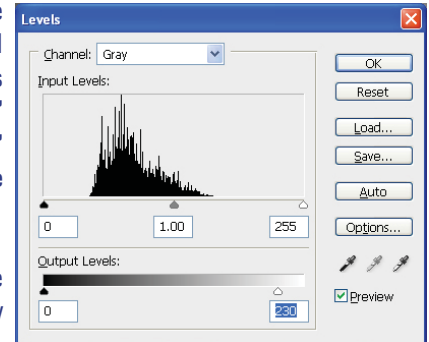 Levels
Channel: Gray
Input Levels:
0 1.00 255
Output Levels:
0 230
OK
Reset
Load...
Save...
Auto
Options...
Preview